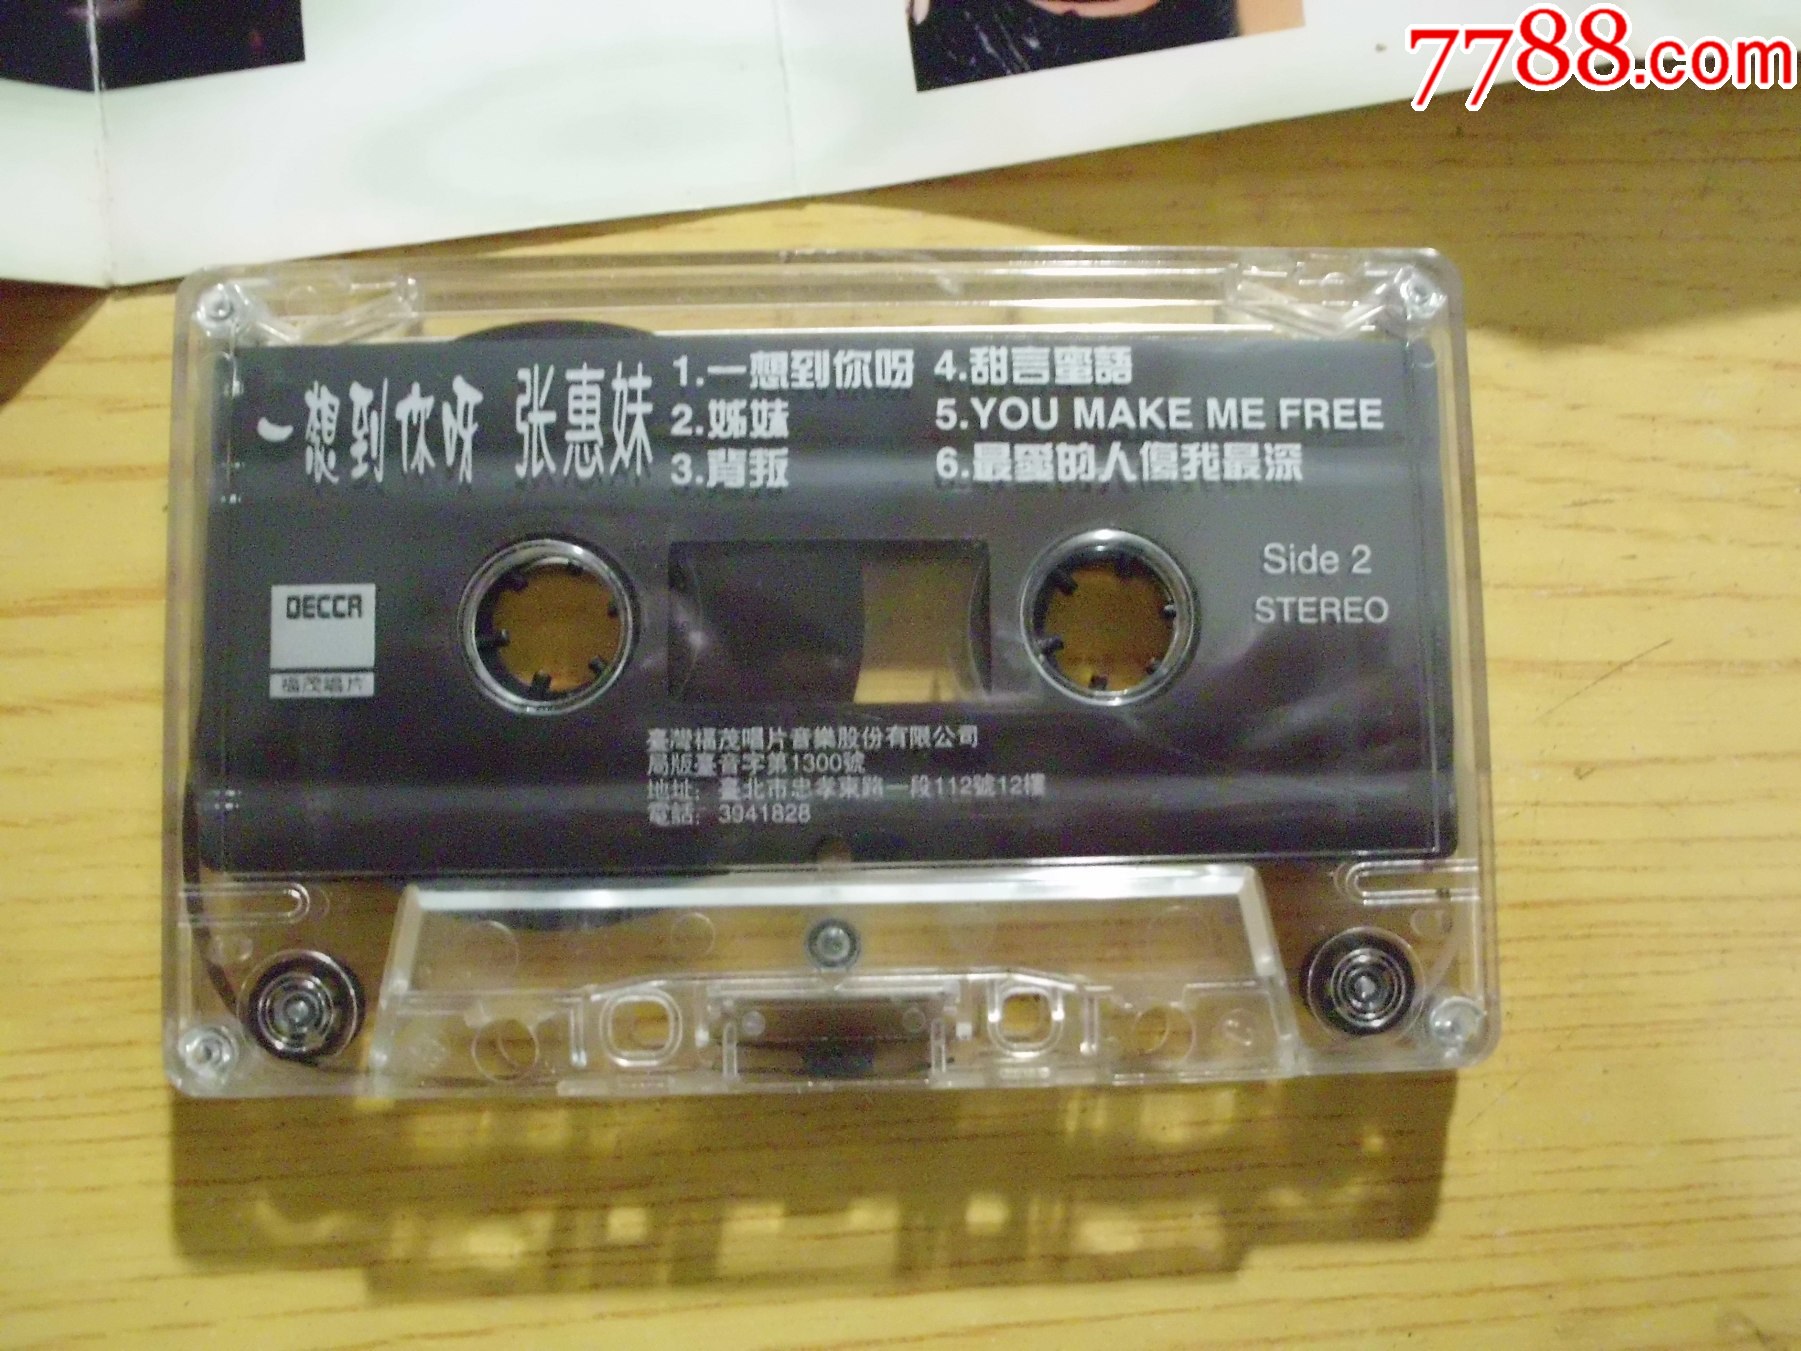 7788.com
一想到你呀 张惠妹
1.一想到你呀
2.姊妹
3.背叛
4.甜言蜜語
5.YOU MAKE ME FREE
6.最愛的人傷我最深
Side 2
STEREO
DECCA
福茂唱片
臺灣福茂唱片音樂股份有限公司
局版臺音字第1300號
地址：臺北市忠孝東路一段112號12樓
電話：3941828